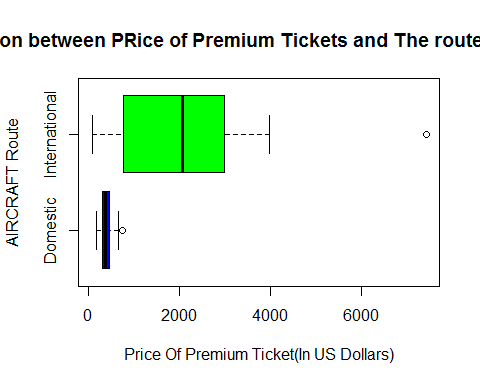 on between PRice of Premium Tickets and The route
International
Domestic
AIRCRAFT Route
0 2000 4000 6000
Price Of Premium Ticket(In US Dollars)